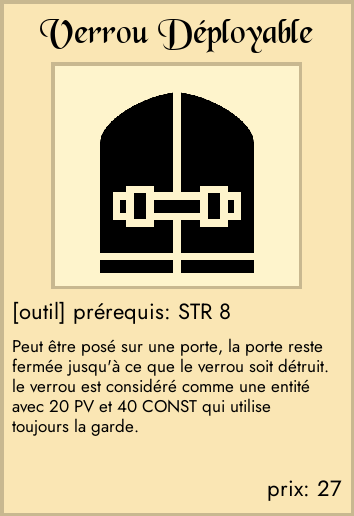 Verrou Déployable
[outil] prérequis: STR 8
Peut être posé sur une porte, la porte reste
fermée jusqu'à ce que le verrou soit détruit.
le verrou est considéré comme une entité
avec 20 PV et 40 CONST qui utilise
toujours la garde.
prix: 27